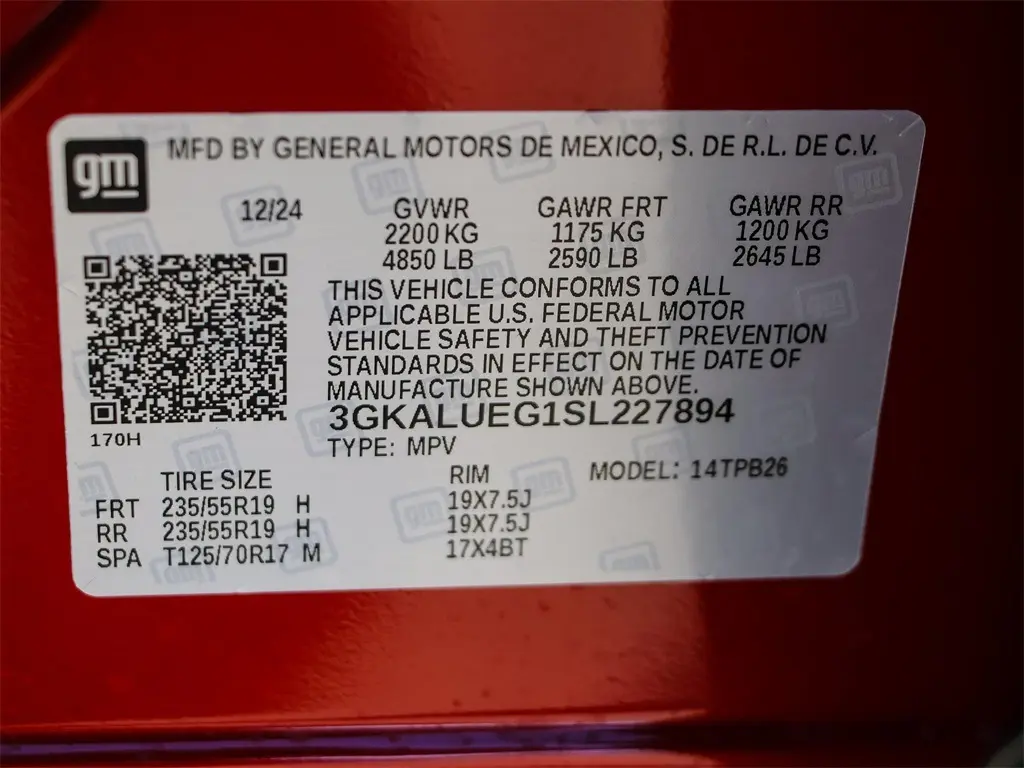 gm MFD BY GENERAL MOTORS DE MEXICO, S. DE R.L. DE C.V.
12/24 GVWR GAWR FRT GAWR RR
2200 KG 1175 KG 1200 KG
4850 LB 2590 LB 2645 LB
THIS VEHICLE CONFORMS TO ALL
APPLICABLE U.S. FEDERAL MOTOR
VEHICLE SAFETY AND THEFT PREVENTION
STANDARDS IN EFFECT ON THE DATE OF
MANUFACTURE SHOWN ABOVE.
3GKALUEG1SL227894
170H
TYPE: MPV
TIRE SIZE RIM MODEL: 14TPB26
FRT 235/55R19 H 19X7.5J
RR 235/55R19 H 19X7.5J
SPA T125/70R17 M 17X4BT